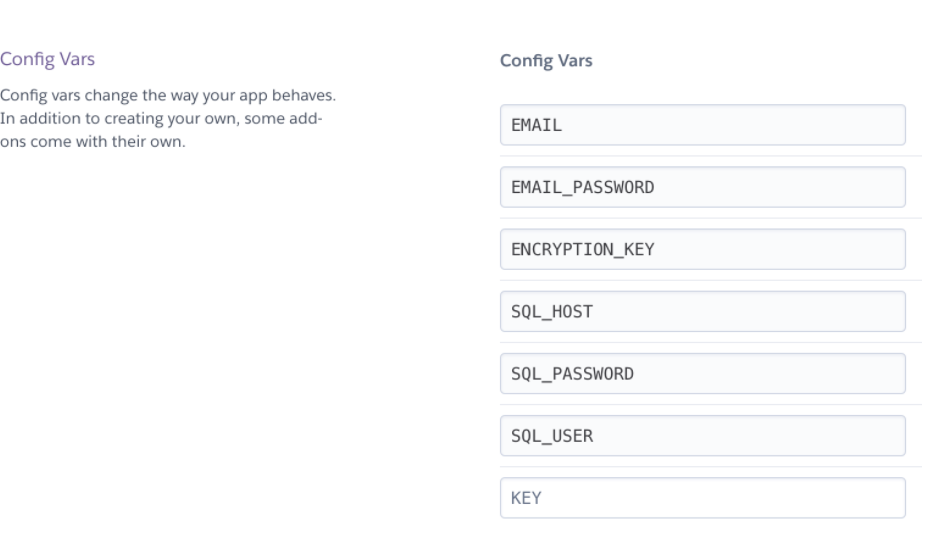 Config Vars
Config vars change the way your app behaves.
In addition to creating your own, some add-
ons come with their own.
Config Vars
EMAIL
EMAIL_PASSWORD
ENCRYPTION_KEY
SQL_HOST
SQL_PASSWORD
SQL_USER
KEY